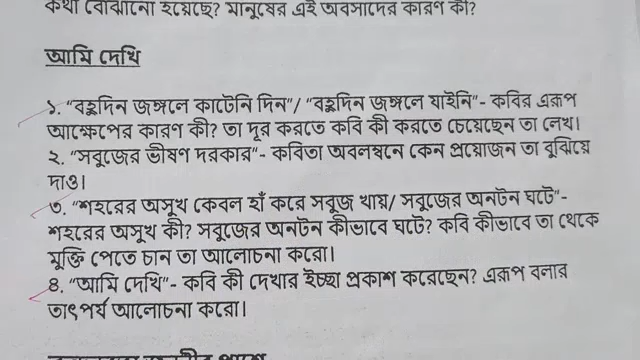 কথা বোঝানো হয়েছে? মানুষের এই অবসাদের কারণ কী?
আমি দেখি
১. “বহুদিন জঙ্গলে কাটেনি দিন”/ “বহুদিন জঙ্গলে যাইনি”- কবির এরূপ
আক্ষেপের কারণ কী? তা দূর করতে কবি কী করতে চেয়েছেন তা লেখ।
২. “সবুজের ভীষণ দরকার”- কবিতা অবলম্বনে কেন প্রয়োজন তা বুঝিয়ে
দাও।
৩. “শহরের অসুখ কেবল হাঁ করে সবুজ খায়/ সবুজের অনটন ঘটে”-
শহরের অসুখ কী? সবুজের অনটন কীভাবে ঘটে? কবি কীভাবে তা থেকে
মুক্তি পেতে চান তা আলোচনা করো।
৪. “আমি দেখি”- কবি কী দেখার ইচ্ছা প্রকাশ করেছেন? এরূপ বলার
তাৎপর্য আলোচনা করো।